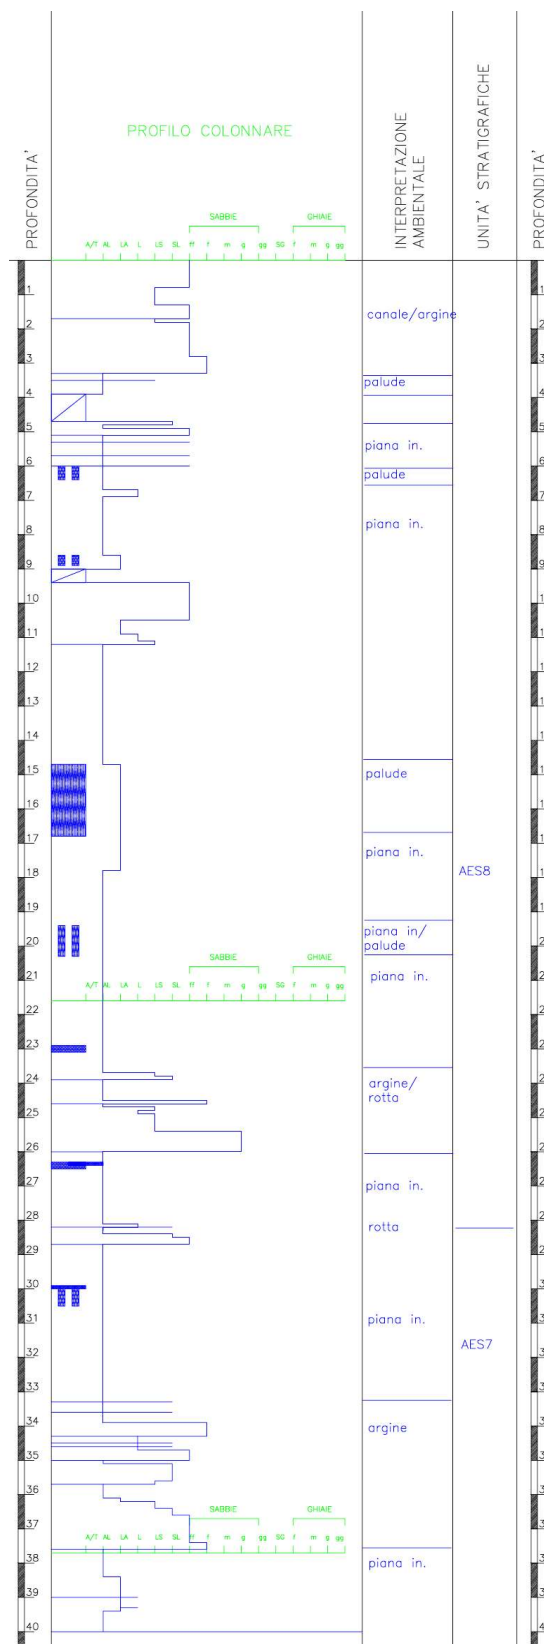 PROFONDITA'
PROFILO COLONNARE
INTERPRETAZIONE
AMBIENTALE
UNITA' STRATIGRAFICHE
PROFONDITA'
SABBIE
GHIAIE
A/T AL LA L LS SL ff f m g gg SG f m g gg
1
canale/argine
2
3
palude
4
5
piana in.
6
palude
7
piana in.
8
9
10
11
12
13
14
15
palude
16
17
piana in.
18
AES8
19
piana in/
palude
20
SABBIE
GHIAIE
piana in.
21
A/T AL LA L LS SL ff f m g gg SG f m g gg
22
23
24
argine/
rotta
25
26
piana in.
27
28
rotta
29
30
31
piana in.
32
AES7
33
34
argine
35
36
SABBIE
GHIAIE
37
A/T AL LA L LS SL ff f m g gg SG f m g gg
38
piana in.
39
40